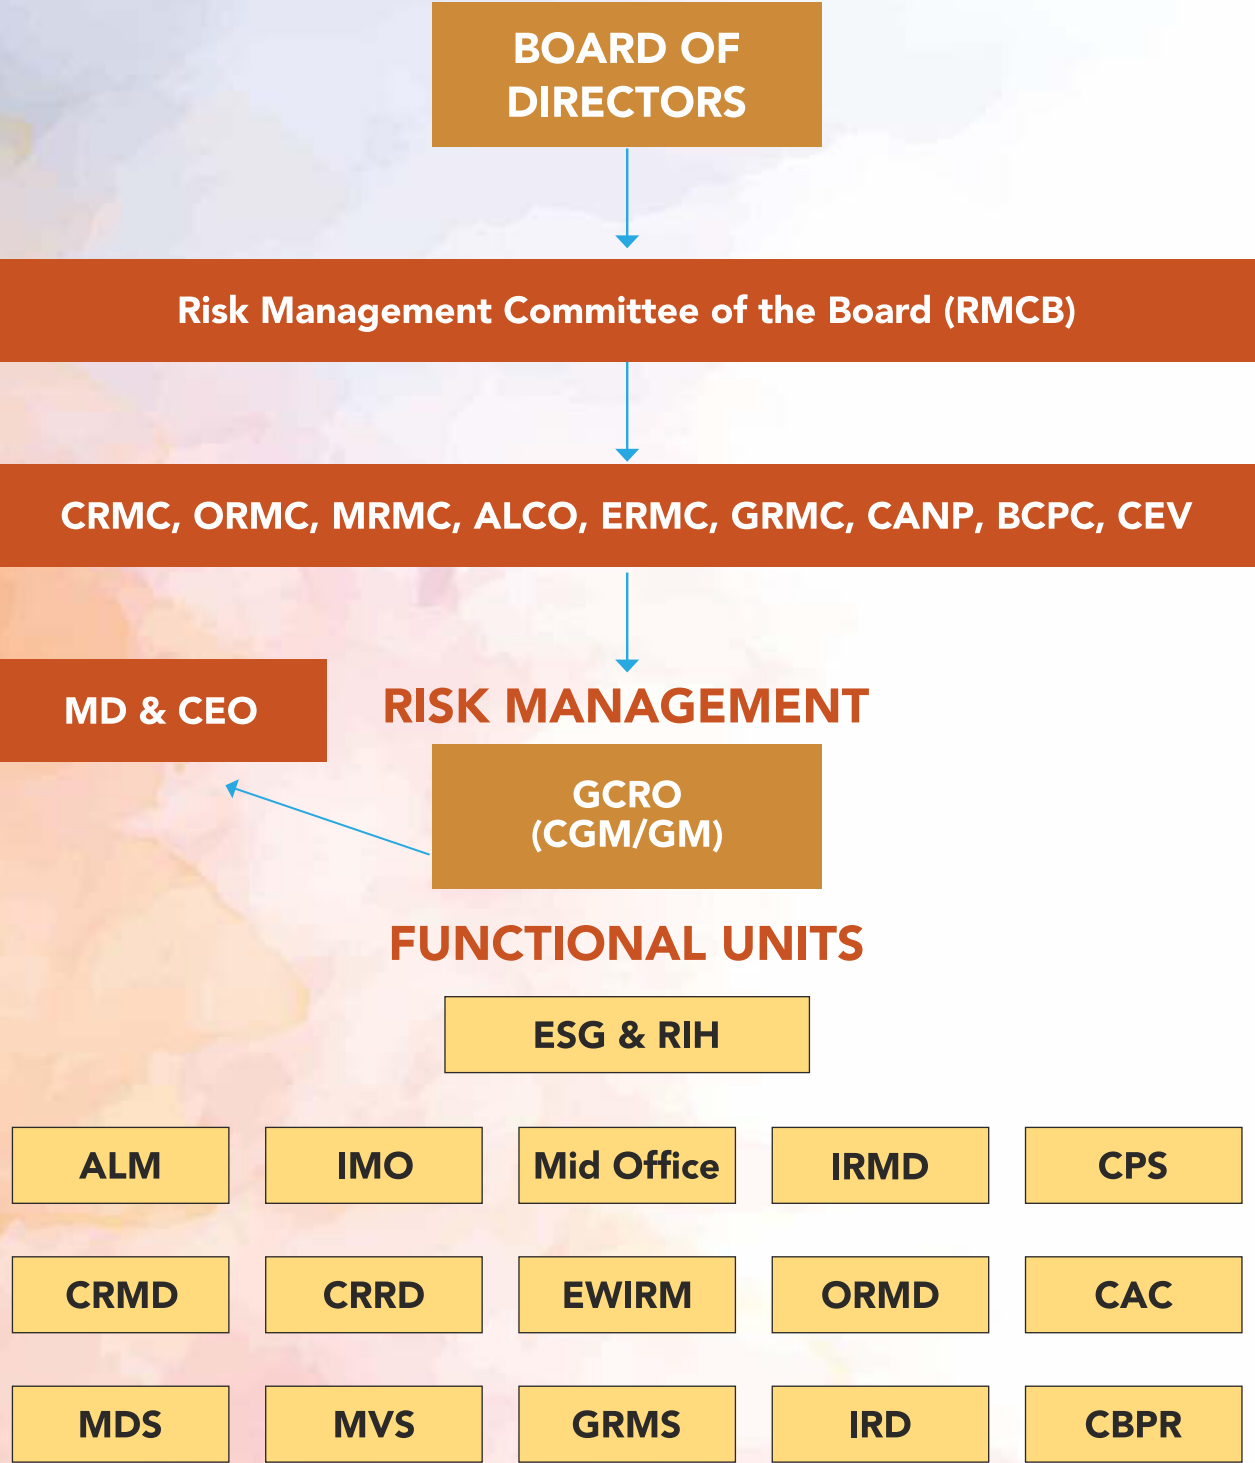 BOARD OF
DIRECTORS
Risk Management Committee of the Board (RMCB)
CRMC, ORMC, MRMC, ALCO, ERMC, GRMC, CANP, BCPC, CEV
MD & CEO
RISK MANAGEMENT
GCRO
(CGM/GM)
FUNCTIONAL UNITS
ESG & RIH
ALM
IMO
Mid Office
IRMD
CPS
CRMD
CRRD
EWIRM
ORMD
CAC
MDS
MVS
GRMS
IRD
CBPR